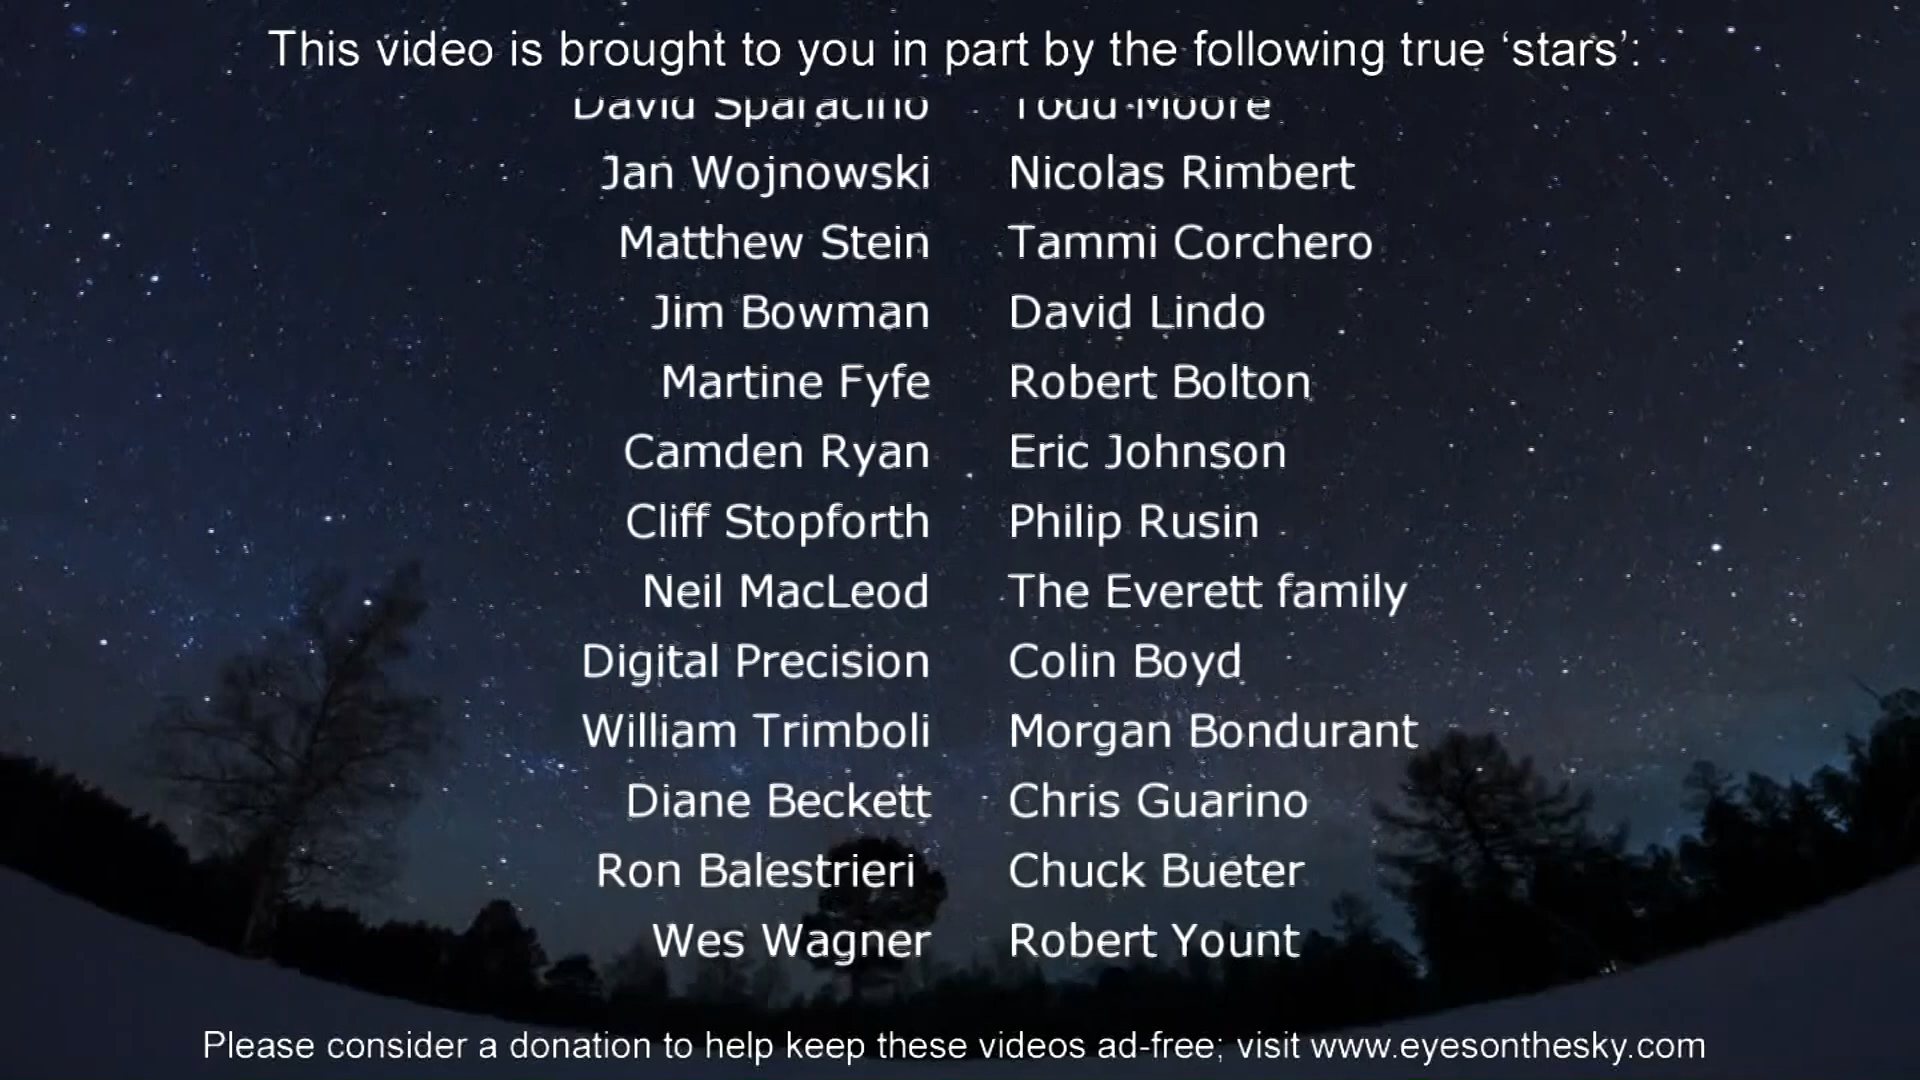 This video is brought to you in part by the following true ‘stars’:
David Sparacino Todd Moore
Jan Wojnowski Nicolas Rimbert
Matthew Stein Tammi Corchero
Jim Bowman David Lindo
Martine Fyfe Robert Bolton
Camden Ryan Eric Johnson
Cliff Stopforth Philip Rusin
Neil MacLeod The Everett family
Digital Precision Colin Boyd
William Trimboli Morgan Bondurant
Diane Beckett Chris Guarino
Ron Balestrieri Chuck Bueter
Wes Wagner Robert Yount
Please consider a donation to help keep these videos ad-free; visit www.eyesonthesky.com